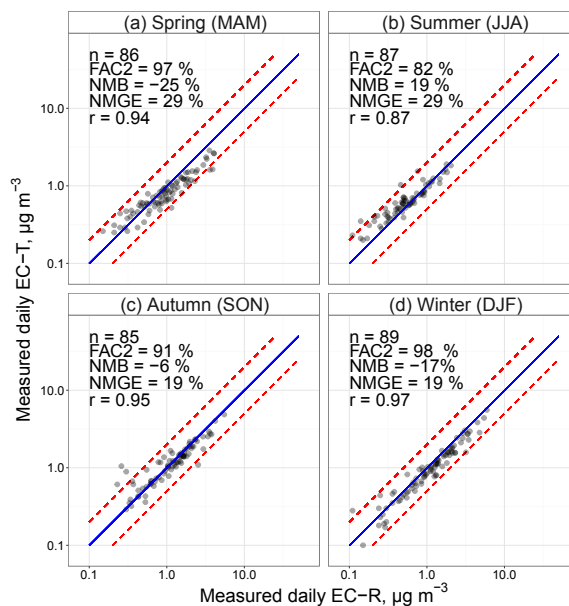 (a) Spring (MAM)
n = 86
FAC2 = 97 %
NMB = −25 %
NMGE = 29 %
r = 0.94
(b) Summer (JJA)
n = 87
FAC2 = 82 %
NMB = 19 %
NMGE = 29 %
r = 0.87
10.0
1.0
0.1
(c) Autumn (SON)
n = 85
FAC2 = 91 %
NMB = −6 %
NMGE = 19 %
r = 0.95
(d) Winter (DJF)
n = 89
FAC2 = 98 %
NMB = −17%
NMGE = 19 %
r = 0.97
10.0
1.0
0.1
0.1 1.0 10.0
0.1 1.0 10.0
Measured daily EC−T, µg m⁻³
Measured daily EC−R, µg m⁻³